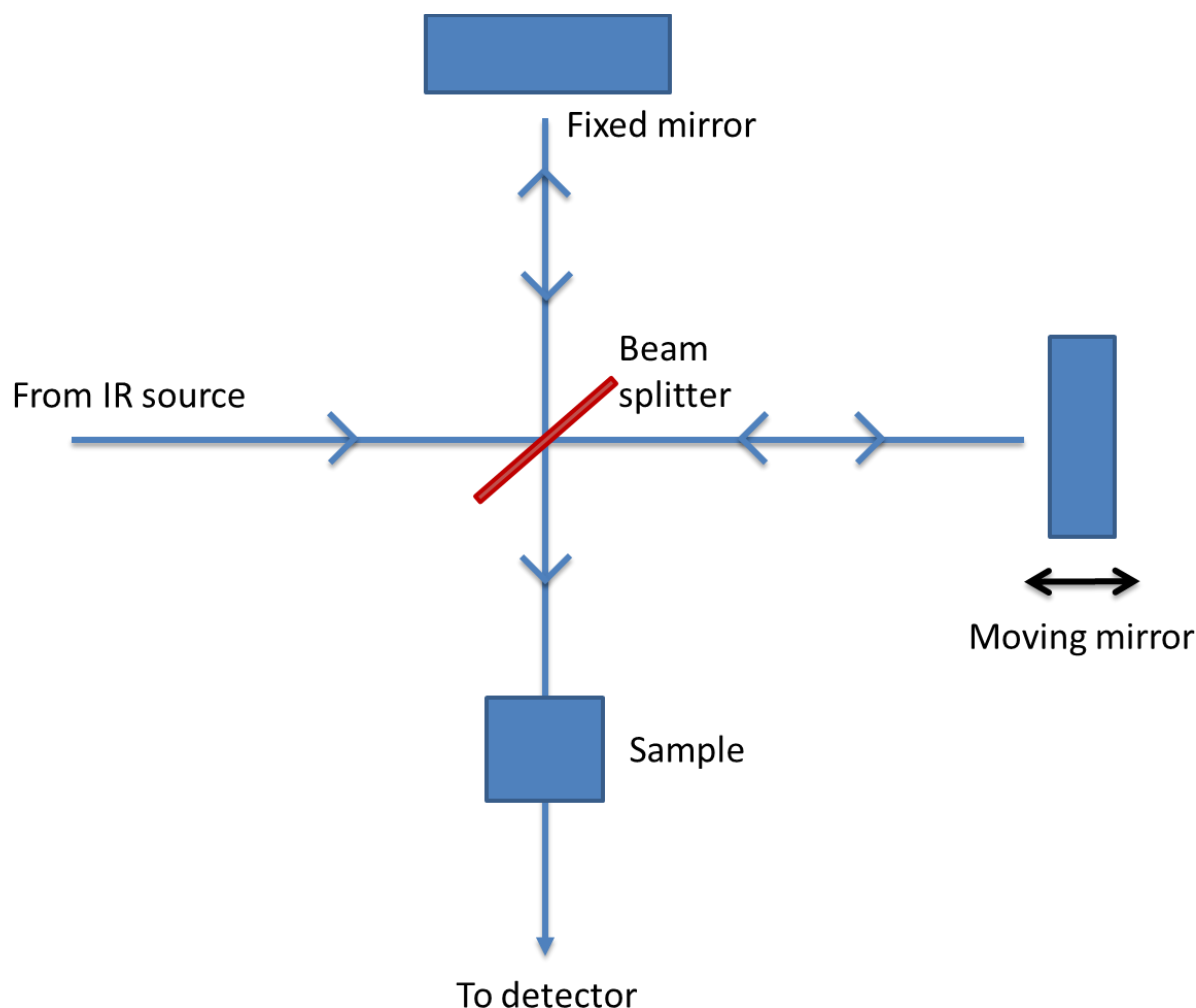 Fixed mirror
Beam
splitter
From IR source
Moving mirror
Sample
To detector